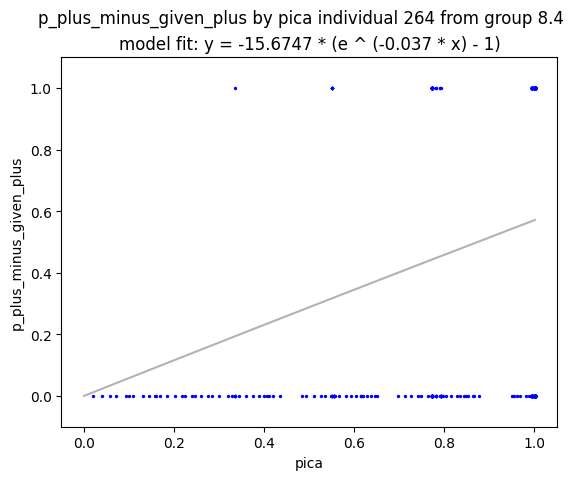 p_plus_minus_given_plus by pica individual 264 from group 8.4
model fit: y = -15.6747 * (e ^ (-0.037 * x) - 1)
p_plus_minus_given_plus
1.0
0.8
0.6
0.4
0.2
0.0
0.0 0.2 0.4 0.6 0.8 1.0
pica